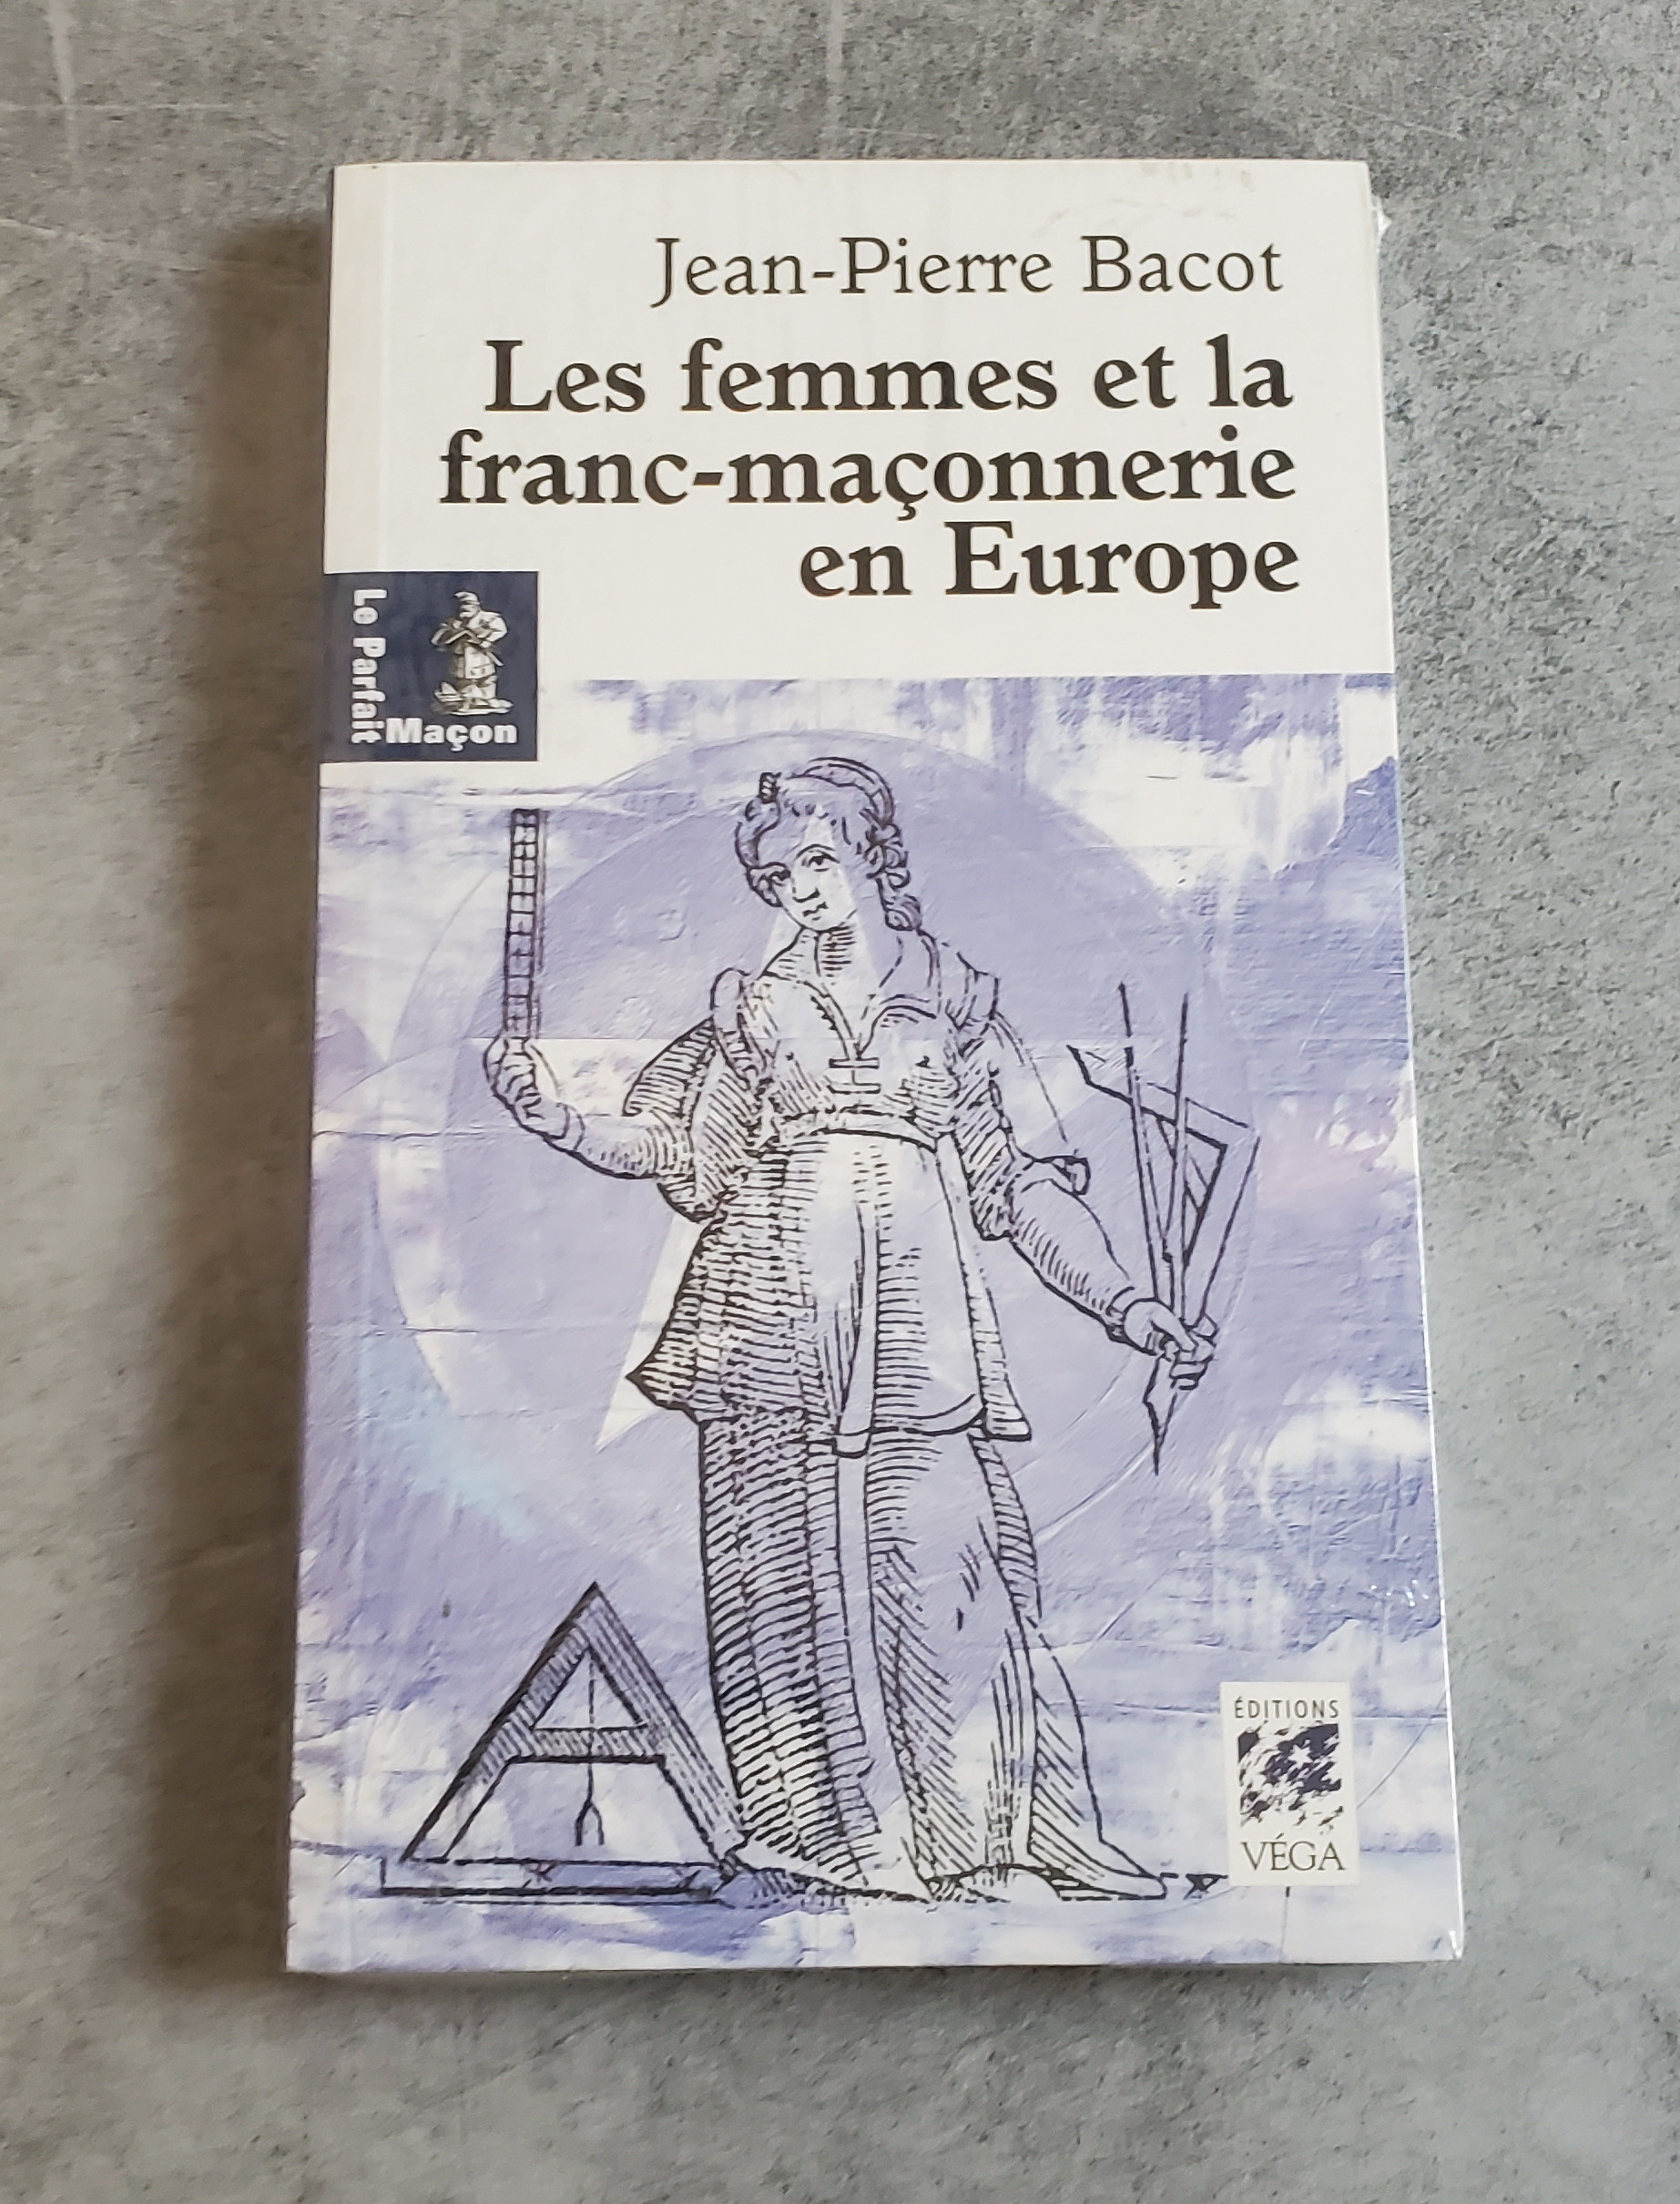 Jean-Pierre Bacot
Les femmes et la
franc-maçonnerie
en Europe
Le Parfait
Maçon
ÉDITIONS
VÉGA